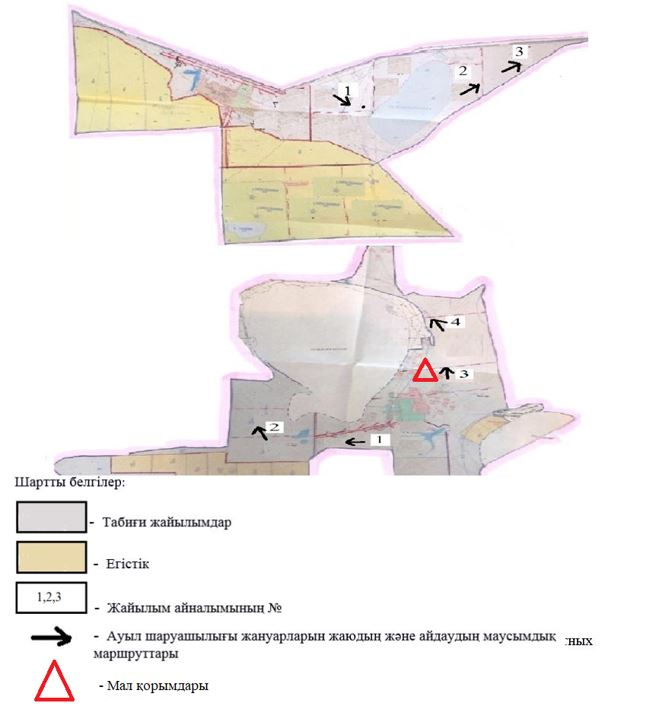 3
2
1
4
3
2
1
Шартты белгілер:
- Табиғи жайылымдар
- Егістік
1,2,3
- Жайылым айналымының №
- Ауыл шаруашылығы жануарларын жаюдың және айдаудың маусымдық
маршруттары
ных
- Мал қорымдары